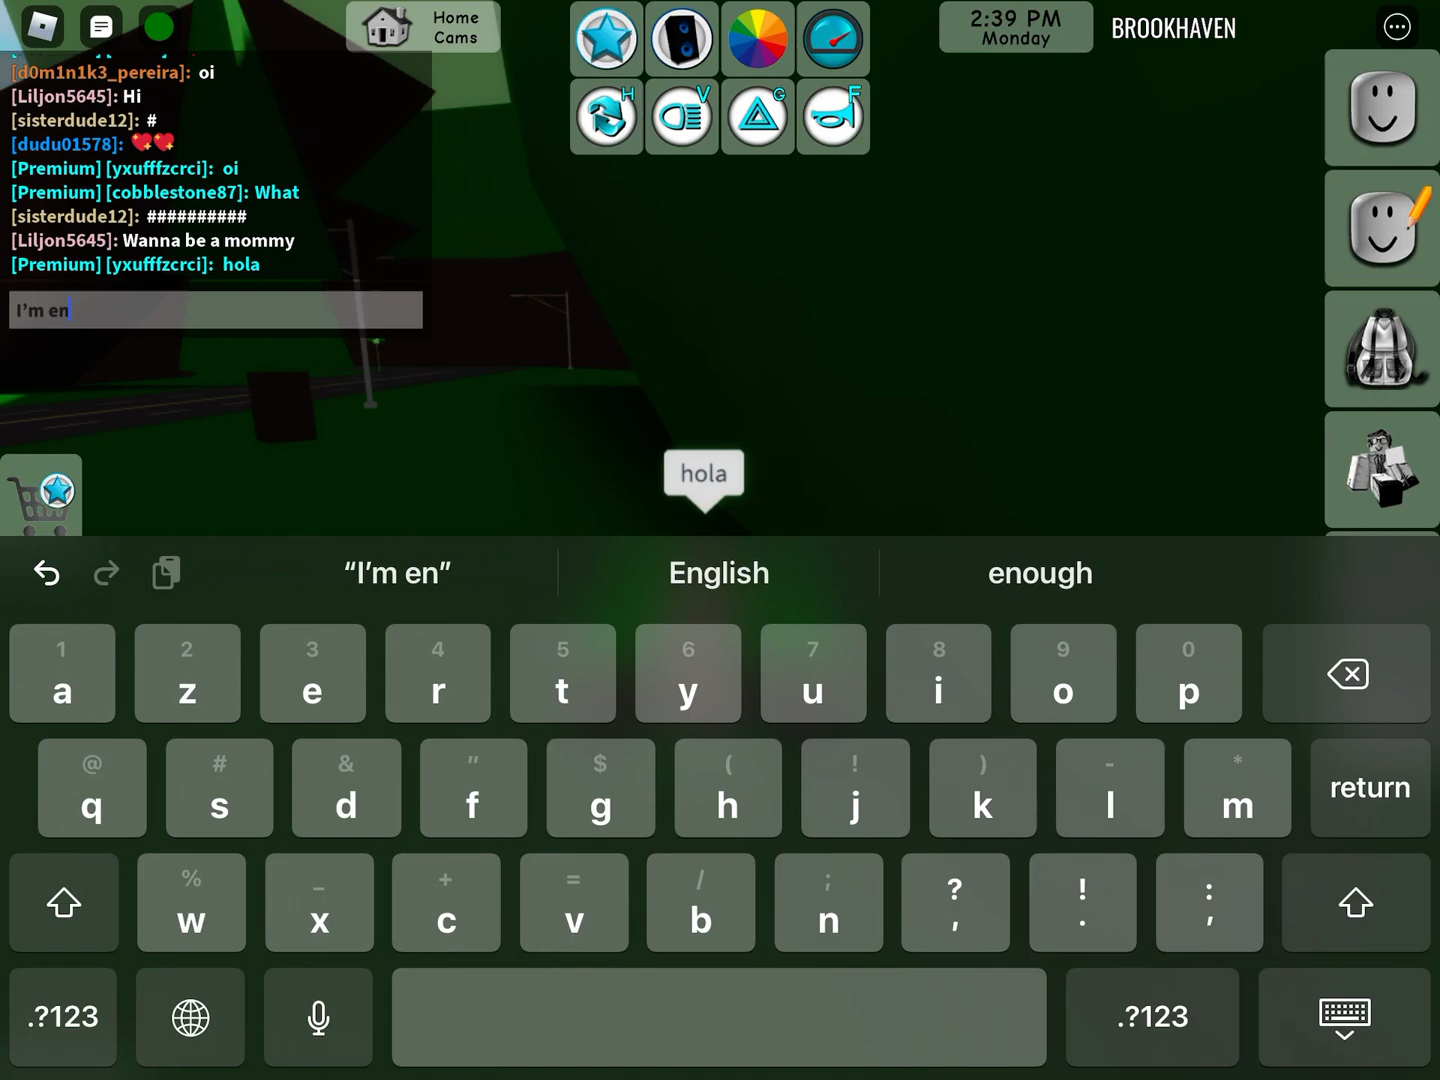 Home
Cams
2:39 PM
Monday
BROOKHAVEN
H
V
G
F
[d0m1n1k3_pereira]: oi
[Liljon5645]: Hi
[sisterdude12]: #
[dudu01578]: 💖💖
[Premium] [yxufffzcrci]: oi
[Premium] [cobblestone87]: What
[sisterdude12]: ##########
[Liljon5645]: Wanna be a mommy
[Premium] [yxufffzcrci]: hola
I'm en
hola
“I'm en” English enough
1 2 3 4 5 6 7 8 9 0
a z e r t y u i o p
@ # & " $ ( ! ) - *
q s d f g h j k l m return
% _ + = / ; ? ! :
w x c v b n , . '
.?123 .?123